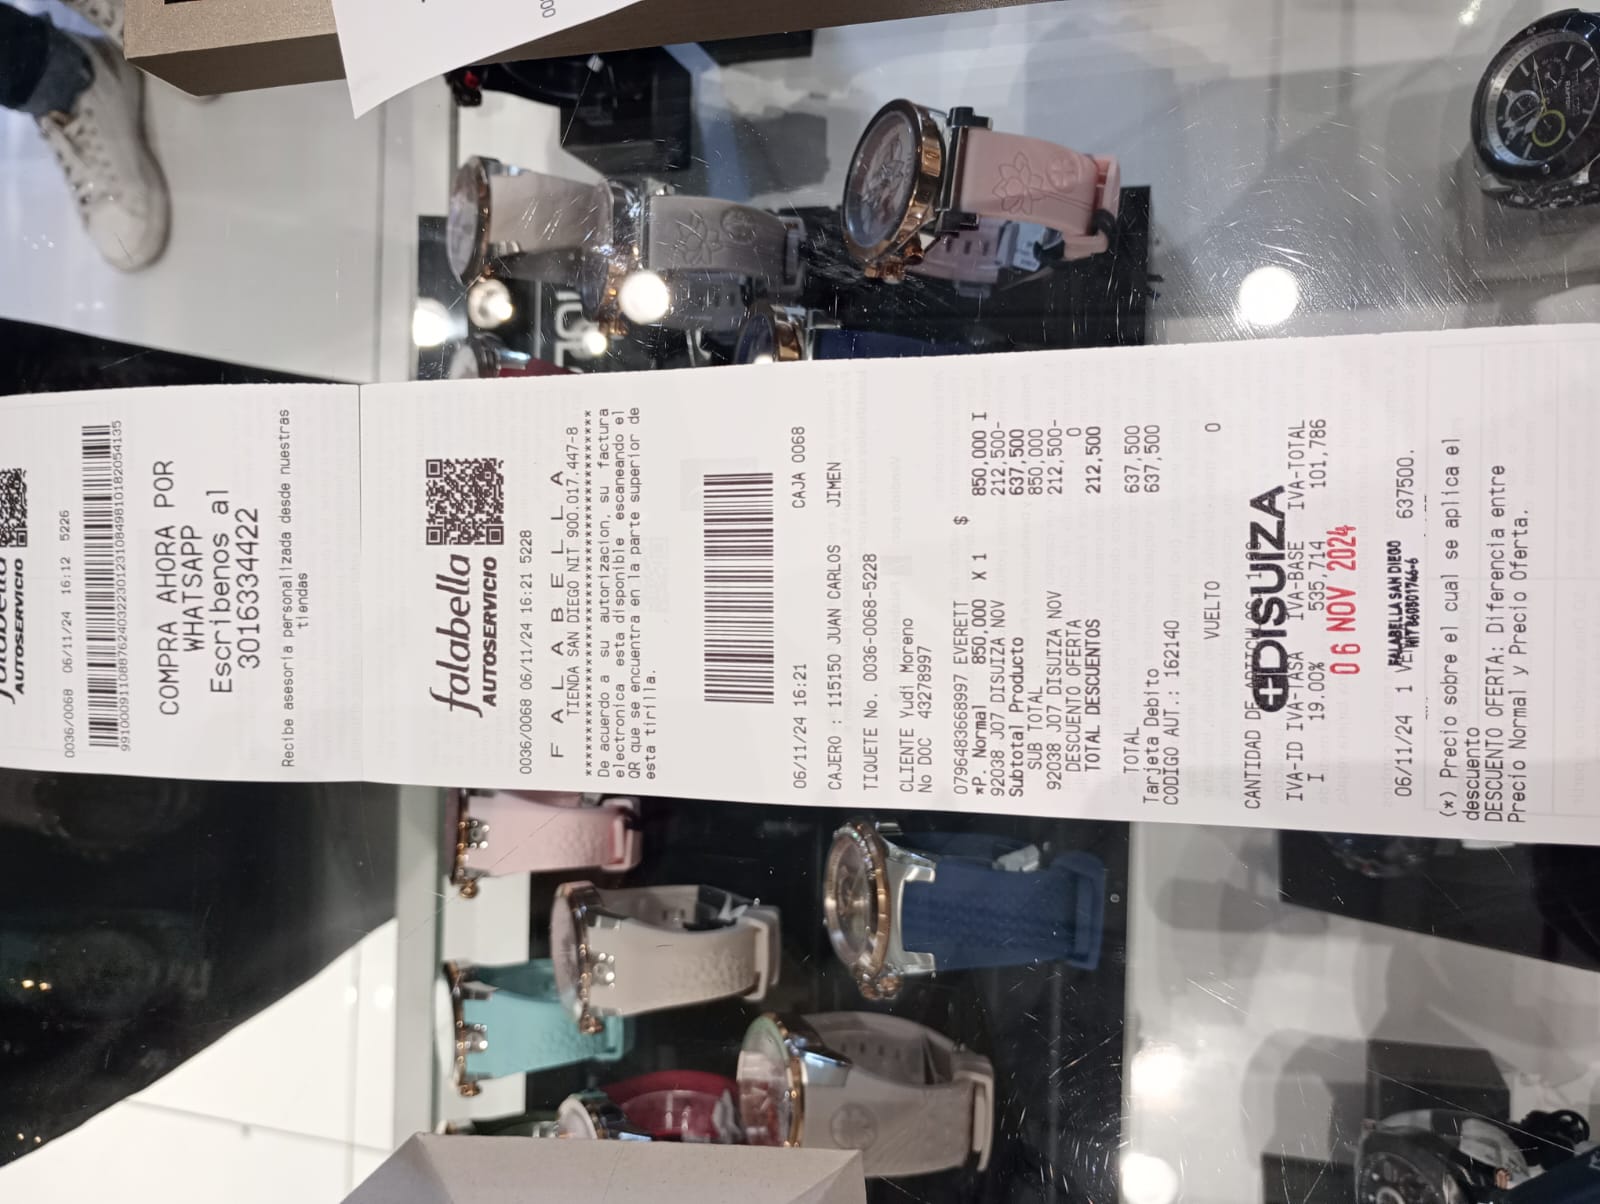 falabella
AUTOSERVICIO
0036/0068 06/11/24 16:12 5226
COMPRA AHORA POR
WHATSAPP
Escribenos al
3016334422
Recibe asesoria personalizada desde nuestras
tiendas
falabella
AUTOSERVICIO
0036/0068 06/11/24 16:21 5228
F A L A B E L L A
TIENDA SAN DIEGO NIT 900.017.447-8
De acuerdo a su autorizacion, su factura
electronica esta disponible escaneando el
QR que se encuentra en la parte superior de
esta tirilla.
06/11/24 16:21 CAJA 0068
CAJERO : 115150 JUAN CARLOS JIMEN
TIQUETE No. 0036-0068-5228
CLIENTE Yudi Moreno
No DOC 43278997
0796483668997 EVERETT $
*P. Normal 850,000 X 1 850,000 I
92038 J07 DISUIZA NOV 212,500-
Subtotal Producto 637,500
SUB TOTAL 850,000
92038 J07 DISUIZA NOV 212,500-
DESCUENTO OFERTA 0
TOTAL DESCUENTOS 212,500
TOTAL 637,500
Tarjeta Debito 637,500
CODIGO AUT.: 162140
VUELTO 0
CANTIDAD DE
DISUIZA
IVA-ID IVA-TASA IVA-BASE IVA-TOTAL
I 19.00% 535,714 101,786
06 NOV 2024
FALABELLA SAN DIEGO
06/11/24 1 637500.
(*) Precio sobre el cual se aplica el
descuento
DESCUENTO OFERTA: Diferencia entre
Precio Normal y Precio Oferta.